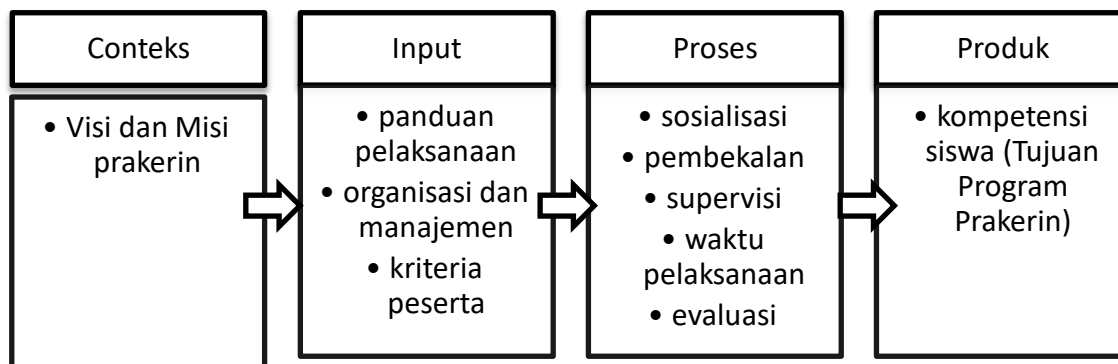 Conteks
• Visi dan Misi
prakerin
Input
• panduan
pelaksanaan
• organisasi dan
manajemen
• kriteria
peserta
Proses
• sosialisasi
• pembekalan
• supervisi
• waktu
pelaksanaan
• evaluasi
Produk
• kompetensi
siswa (Tujuan
Program
Prakerin)